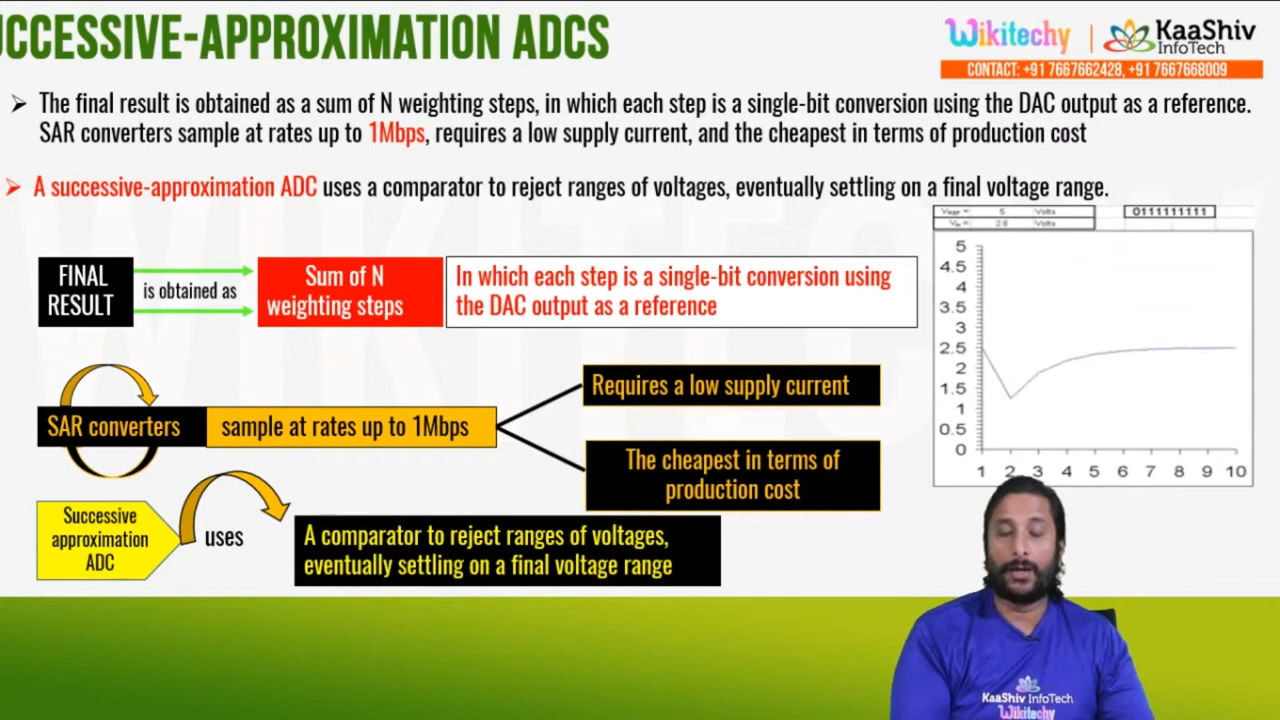 UCCESSIVE-APPROXIMATION ADCS
Wikitechy | KaaShiv
InfoTech
CONTACT: +91 7667662428, +91 7667668009
➢ The final result is obtained as a sum of N weighting steps, in which each step is a single-bit conversion using the DAC output as a reference.
SAR converters sample at rates up to 1Mbps, requires a low supply current, and the cheapest in terms of production cost
➢ A successive-approximation ADC uses a comparator to reject ranges of voltages, eventually settling on a final voltage range.
FINAL
RESULT
is obtained as
Sum of N
weighting steps
In which each step is a single-bit conversion using
the DAC output as a reference
SAR converters
sample at rates up to 1Mbps
Requires a low supply current
The cheapest in terms of
production cost
Successive
approximation
ADC
uses
A comparator to reject ranges of voltages,
eventually settling on a final voltage range
5 Volts
Volts
0111111111
5
4.5
4
3.5
3
2.5
2
1.5
1
0.5
0
1 2 3 4 5 6 7 8 9 10
KaaShiv InfoTech
Wikitechy